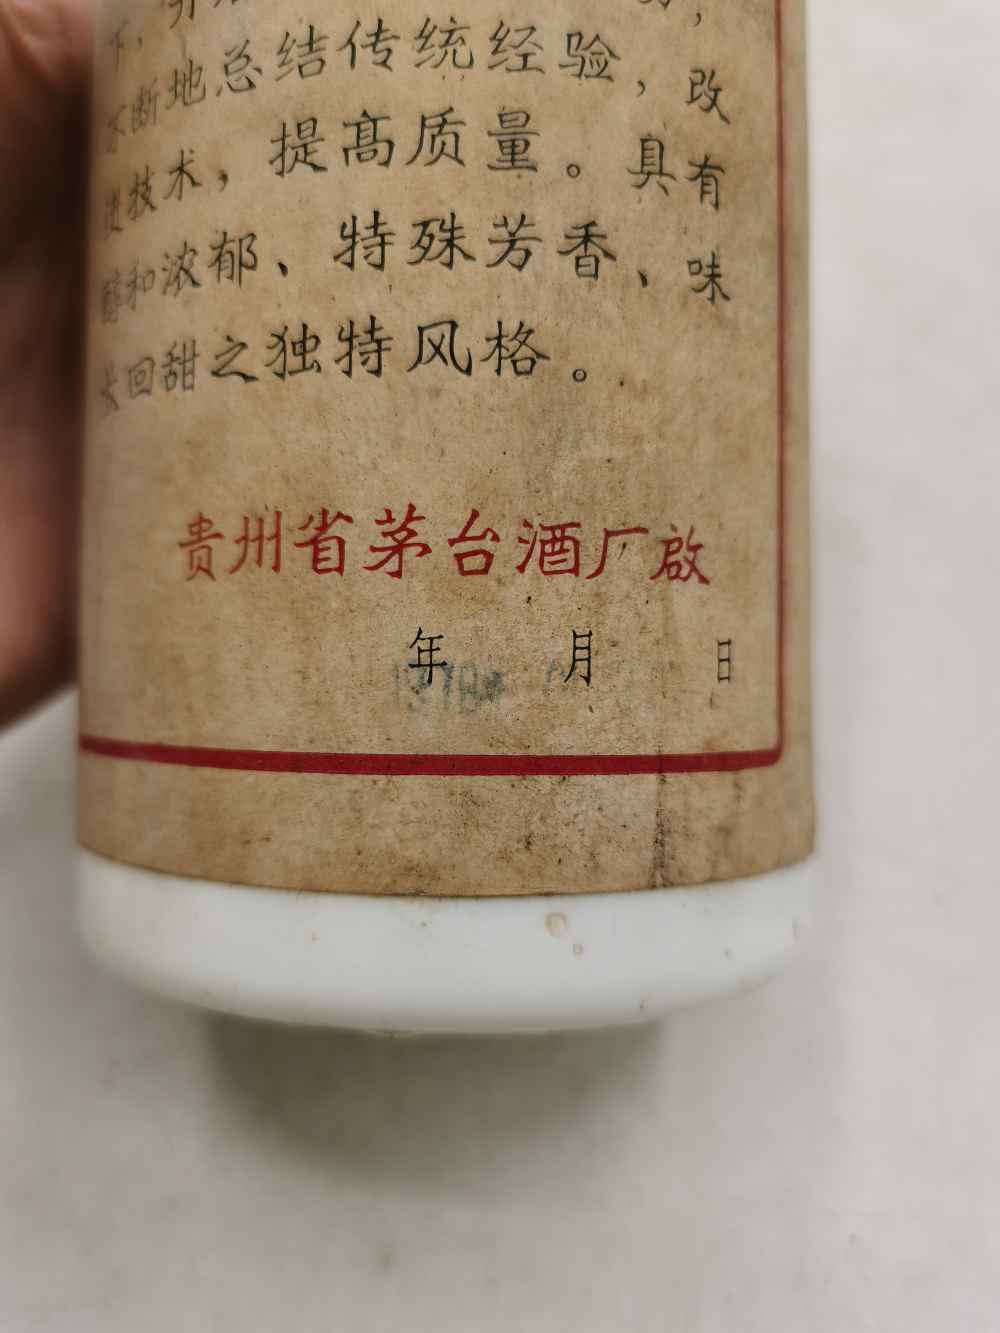 不断地总结传统经验，改
进技术，提高质量。具有
醇和浓郁、特殊芳香、味
长回甜之独特风格。
贵州省茅台酒厂啟
年 月 日